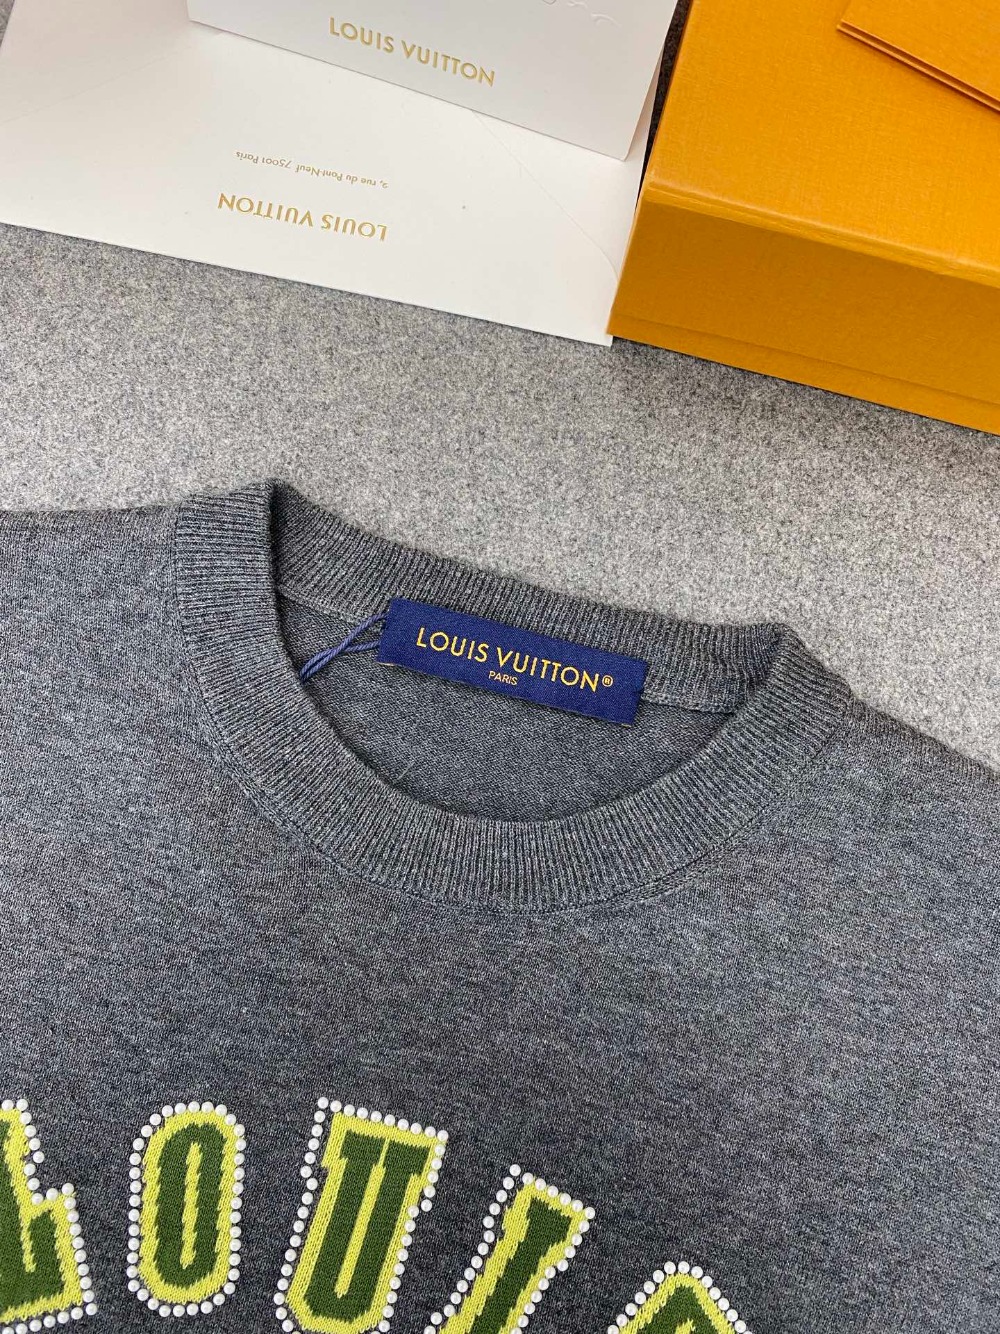 LOUIS VUITTON
2, rue du Pont-Neuf 75001 Paris
LOUIS VUITTON
LOUIS VUITTON®
PARIS
LOUIS